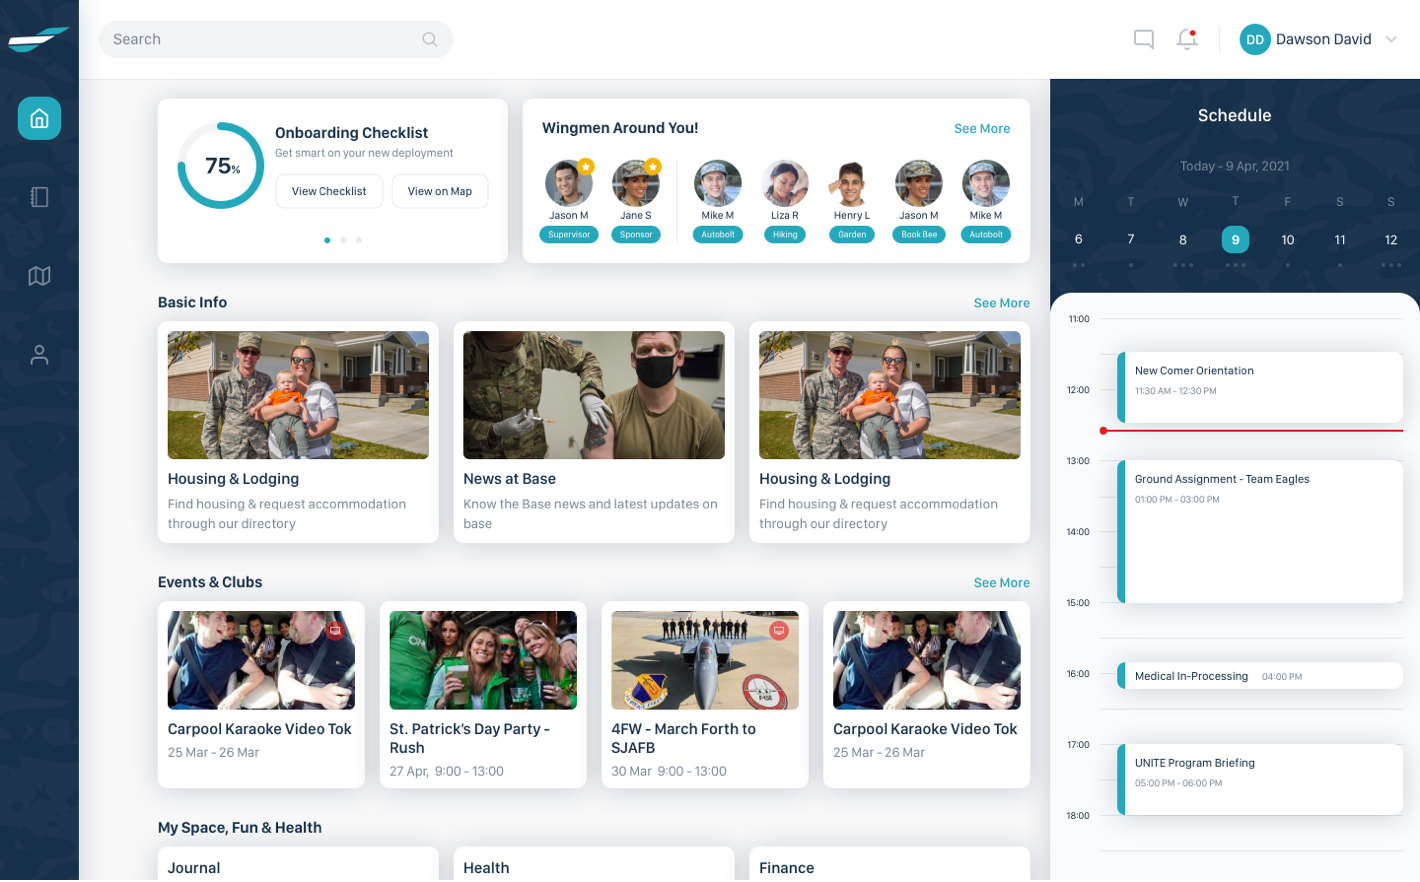 Search
DD Dawson David
75%
Onboarding Checklist
Get smart on your new deployment
View Checklist View on Map
Wingmen Around You!
See More
Jason M Jane S Mike M Liza R Henry L Jason M Mike M
Supervisor Sponsor Autobolt Hiking Garden Book Bee Autobolt
Basic Info
See More
Housing & Lodging
Find housing & request accommodation
through our directory
News at Base
Know the Base news and latest updates on
base
Housing & Lodging
Find housing & request accommodation
through our directory
Events & Clubs
See More
Carpool Karaoke Video Tok
25 Mar - 26 Mar
St. Patrick's Day Party -
Rush
27 Apr, 9:00 - 13:00
4FW - March Forth to
SJAFB
30 Mar 9:00 - 13:00
Carpool Karaoke Video Tok
25 Mar - 26 Mar
My Space, Fun & Health
Journal
Health
Finance
Schedule
Today - 9 Apr, 2021
M T W T F S S
6 7 8 9 10 11 12
11:00
New Comer Orientation
11:30 AM - 12:30 PM
12:00
13:00
Ground Assignment - Team Eagles
01:00 PM - 03:00 PM
14:00
15:00
16:00
Medical In-Processing 04:00 PM
17:00
UNITE Program Briefing
05:00 PM - 06:00 PM
18:00